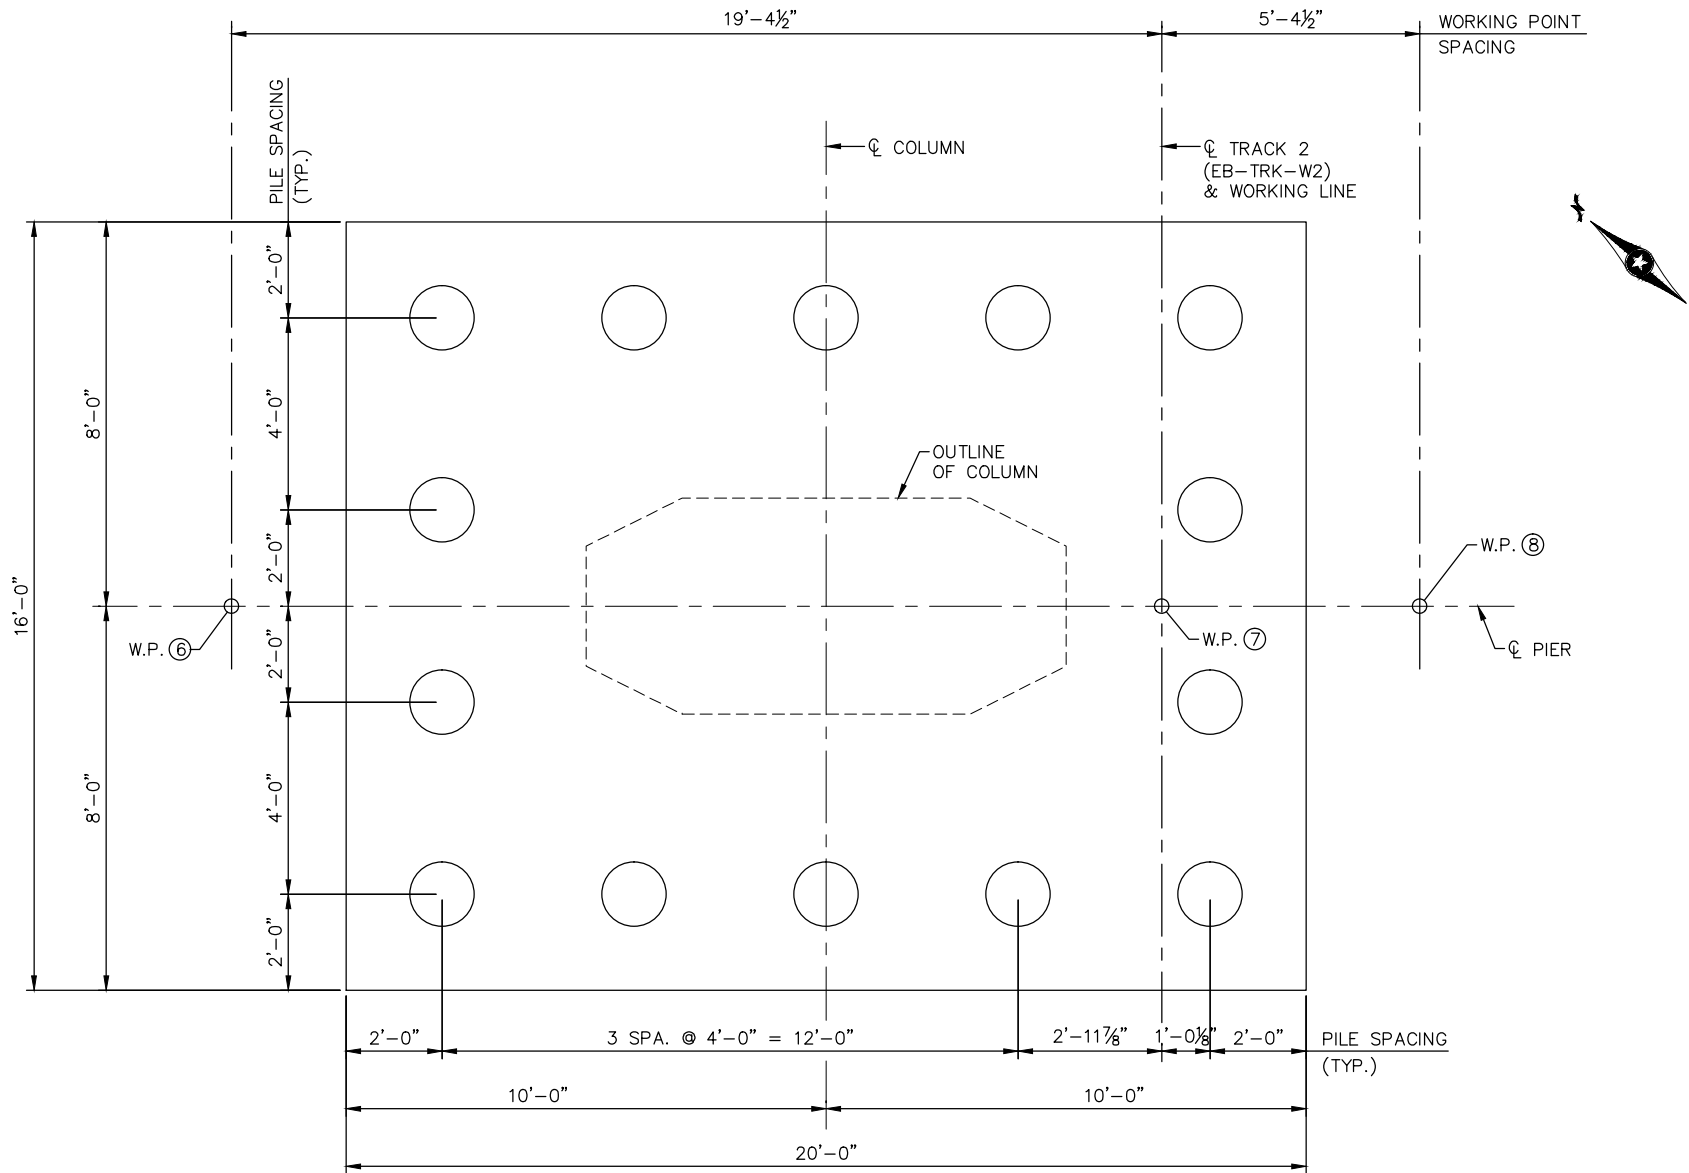 19'-4½"
5'-4½"
WORKING POINT
SPACING
PILE SPACING
(TYP.)
℄ COLUMN
℄ TRACK 2
(EB-TRK-W2)
& WORKING LINE
N
2'-0"
8'-0"
4'-0"
OUTLINE
OF COLUMN
2'-0"
W.P. 8
16'-0"
W.P. 6
2'-0"
W.P. 7
℄ PIER
8'-0"
4'-0"
2'-0"
2'-0"
3 SPA. @ 4'-0" = 12'-0"
2'-11⅞"
1'-0⅛"
2'-0"
PILE SPACING
(TYP.)
10'-0"
10'-0"
20'-0"